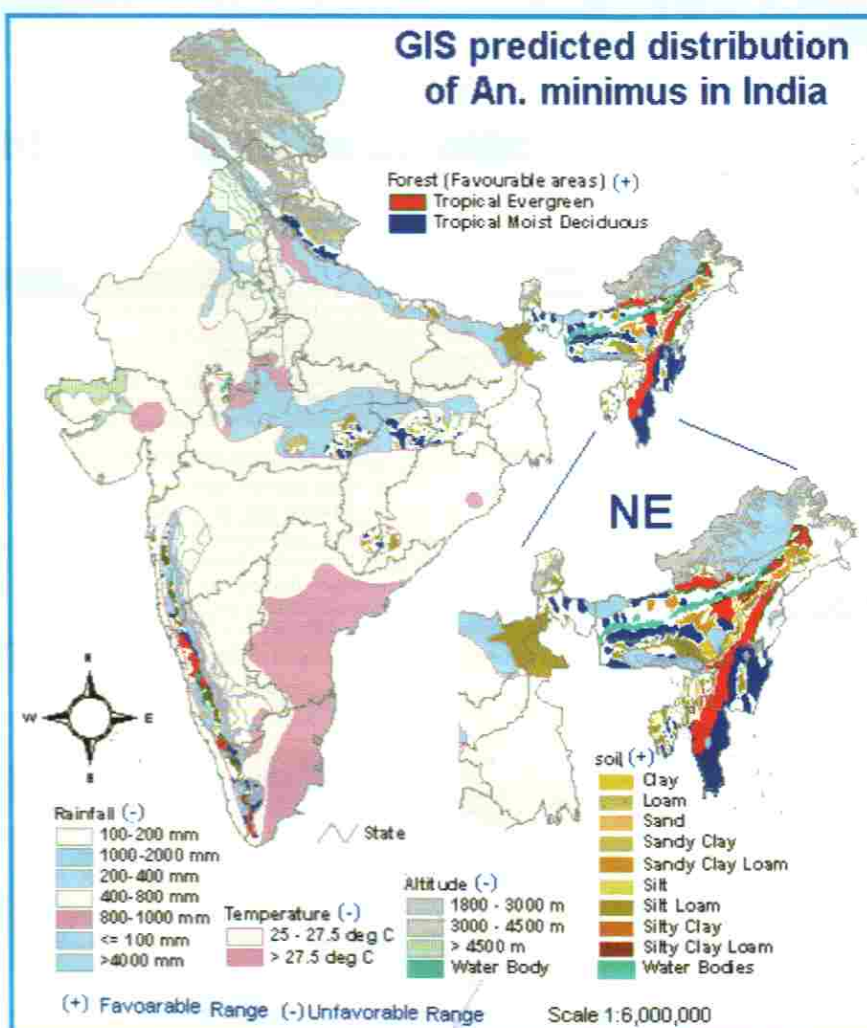 GIS predicted distribution
of An. minimus in India
Forest (Favourable areas) (+)
Tropical Evergreen
Tropical Moist Deciduous
NE
N
W
E
S
Rainfall (-)
100-200 mm
1000-2000 mm
200-400 mm
400-800 mm
800-1000 mm
<= 100 mm
>4000 mm
State
Temperature (-)
25 - 27.5 deg C
> 27.5 deg C
Altitude (-)
1800 - 3000 m
3000 - 4500 m
> 4500 m
Water Body
soil (+)
Clay
Loam
Sand
Sandy Clay
Sandy Clay Loam
Silt
Silt Loam
Silty Clay
Silty Clay Loam
Water Bodies
(+) Favoarable Range (-) Unfavorable Range
Scale 1:6,000,000